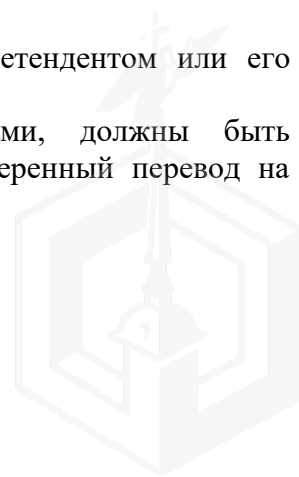 етендентом или его
ми, должны быть
еренный перевод на